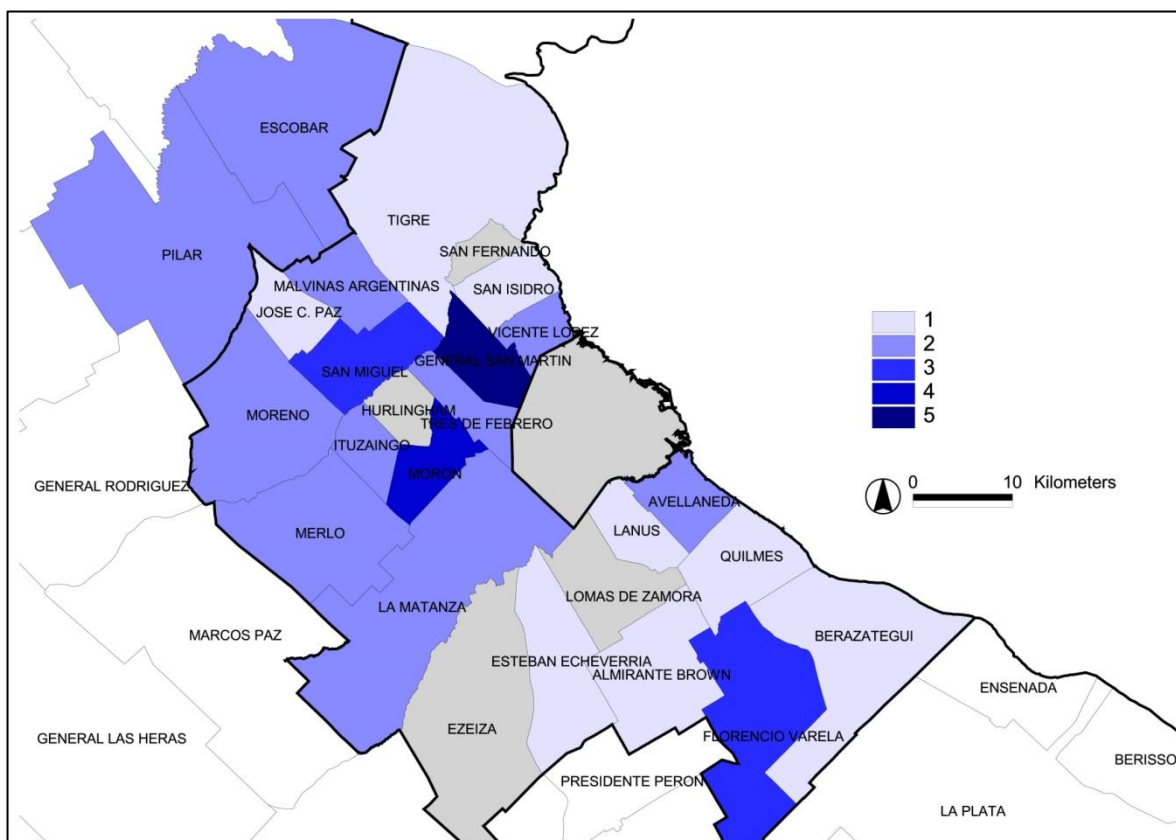 ESCOBAR
TIGRE
PILAR
SAN FERNANDO
MALVINAS ARGENTINAS
SAN ISIDRO
JOSE C. PAZ
VICENTE LOPEZ
GENERAL SAN MARTIN
SAN MIGUEL
HURLINGHAM
MORENO
TRES DE FEBRERO
ITUZAINGO
MORON
GENERAL RODRIGUEZ
AVELLANEDA
LANUS
MERLO
QUILMES
LOMAS DE ZAMORA
LA MATANZA
MARCOS PAZ
BERAZATEGUI
ESTEBAN ECHEVERRIA
ALMIRANTE BROWN
ENSENADA
EZEIZA
FLORENCIO VARELA
GENERAL LAS HERAS
BERISSO
PRESIDENTE PERON
LA PLATA
1
2
3
4
5
0 10 Kilometers